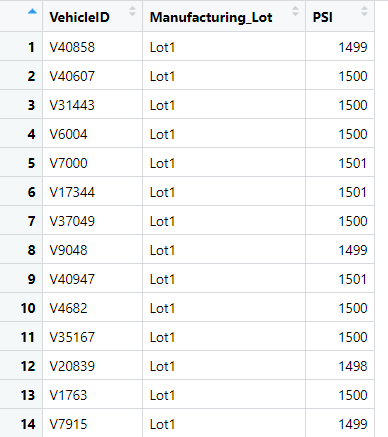 VehicleID Manufacturing_Lot PSI
1 V40858 Lot1 1499
2 V40607 Lot1 1500
3 V31443 Lot1 1500
4 V6004 Lot1 1500
5 V7000 Lot1 1501
6 V17344 Lot1 1501
7 V37049 Lot1 1500
8 V9048 Lot1 1499
9 V40947 Lot1 1501
10 V4682 Lot1 1500
11 V35167 Lot1 1500
12 V20839 Lot1 1498
13 V1763 Lot1 1500
14 V7915 Lot1 1499